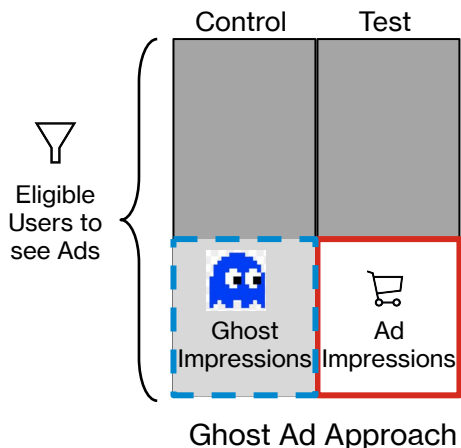 Control
Test
Eligible
Users to
see Ads
Ghost
Impressions
Ad
Impressions
Ghost Ad Approach